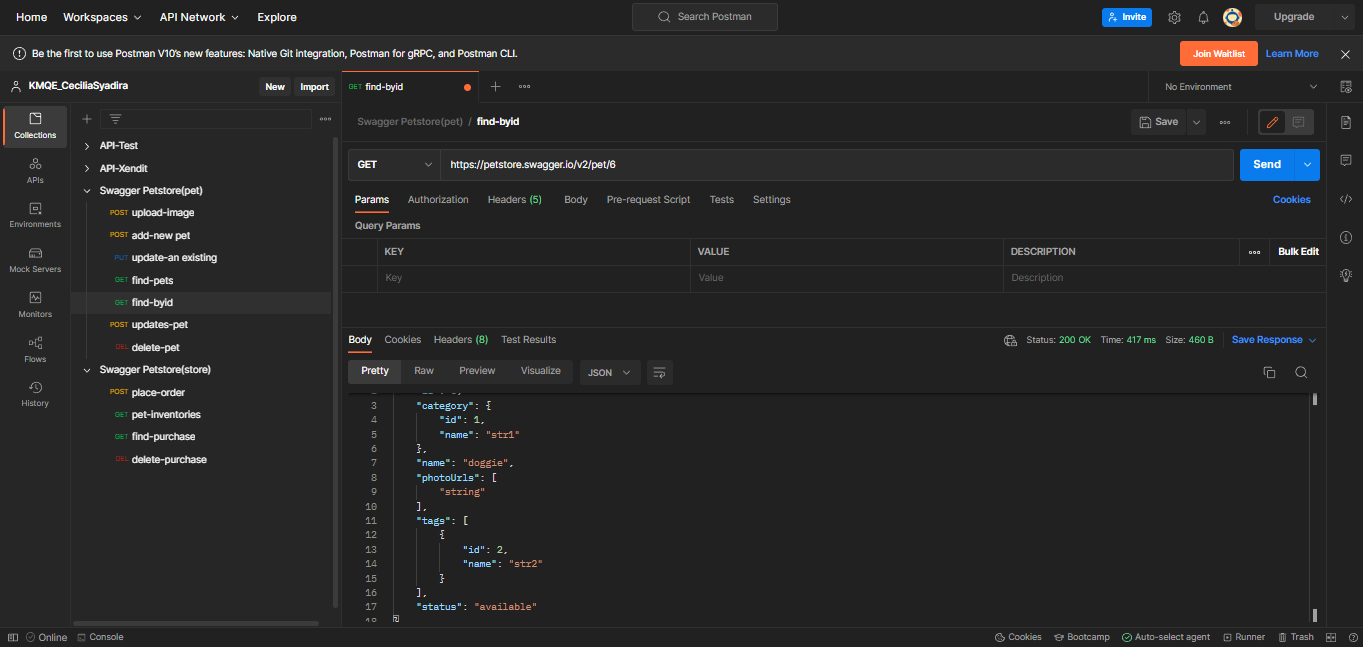 Home Workspaces API Network Explore Search Postman Invite Upgrade
Be the first to use Postman V10's new features: Native Git integration, Postman for gRPC, and Postman CLI. Join Waitlist Learn More
KMQE_CeciliaSyadira New Import GET find-byid No Environment
Collections
APIs
Environments
Mock Servers
Monitors
Flows
History
API-Test
API-Xendit
Swagger Petstore(pet)
POST upload-image
POST add-new pet
PUT update-an existing
GET find-pets
GET find-byid
POST updates-pet
DEL delete-pet
Swagger Petstore(store)
POST place-order
GET pet-inventories
GET find-purchase
DEL delete-purchase
Swagger Petstore(pet) / find-byid Save
GET https://petstore.swagger.io/v2/pet/6 Send
Params Authorization Headers (5) Body Pre-request Script Tests Settings Cookies
Query Params
KEY VALUE DESCRIPTION Bulk Edit
Key Value Description
Body Cookies Headers (8) Test Results Status: 200 OK Time: 417 ms Size: 460 B Save Response
Pretty Raw Preview Visualize JSON
3 "category": {
4 "id": 1,
5 "name": "str1"
6 },
7 "name": "doggie",
8 "photoUrls": [
9 "string"
10 ],
11 "tags": [
12 {
13 "id": 2,
14 "name": "str2"
15 }
16 ],
17 "status": "available"
18 }
Online Console Cookies Bootcamp Auto-select agent Runner Trash